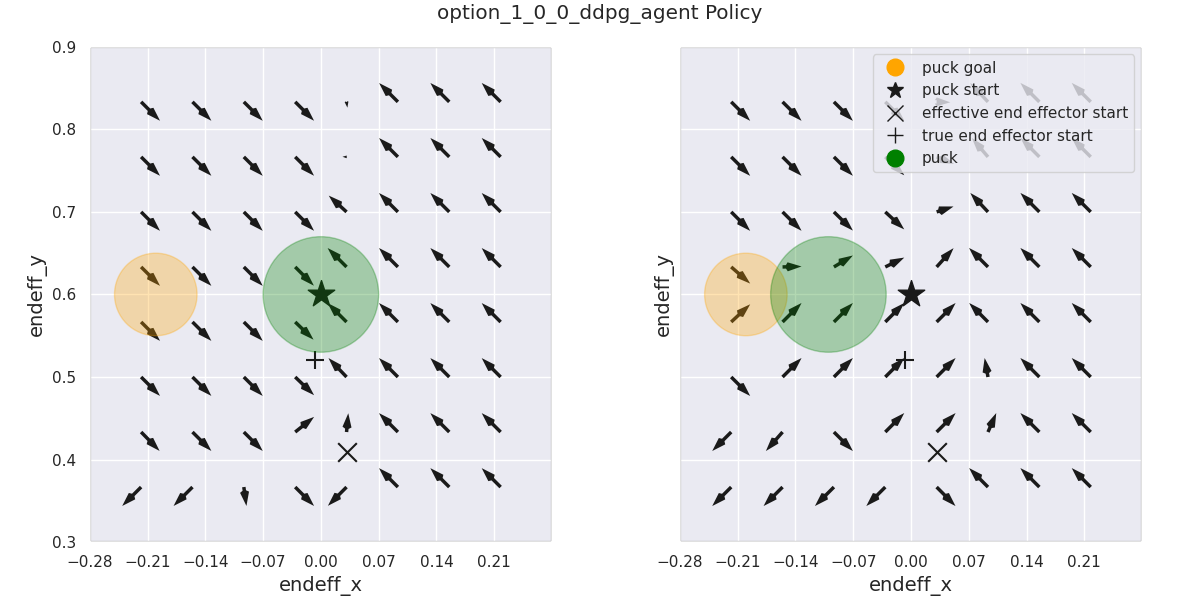 option_1_0_0_ddpg_agent Policy
endeff_y
0.9
0.8
0.7
0.6
0.5
0.4
0.3
−0.28 −0.21 −0.14 −0.07 0.00 0.07 0.14 0.21
endeff_x
puck goal
puck start
effective end effector start
true end effector start
puck
endeff_y
−0.28 −0.21 −0.14 −0.07 0.00 0.07 0.14 0.21
endeff_x